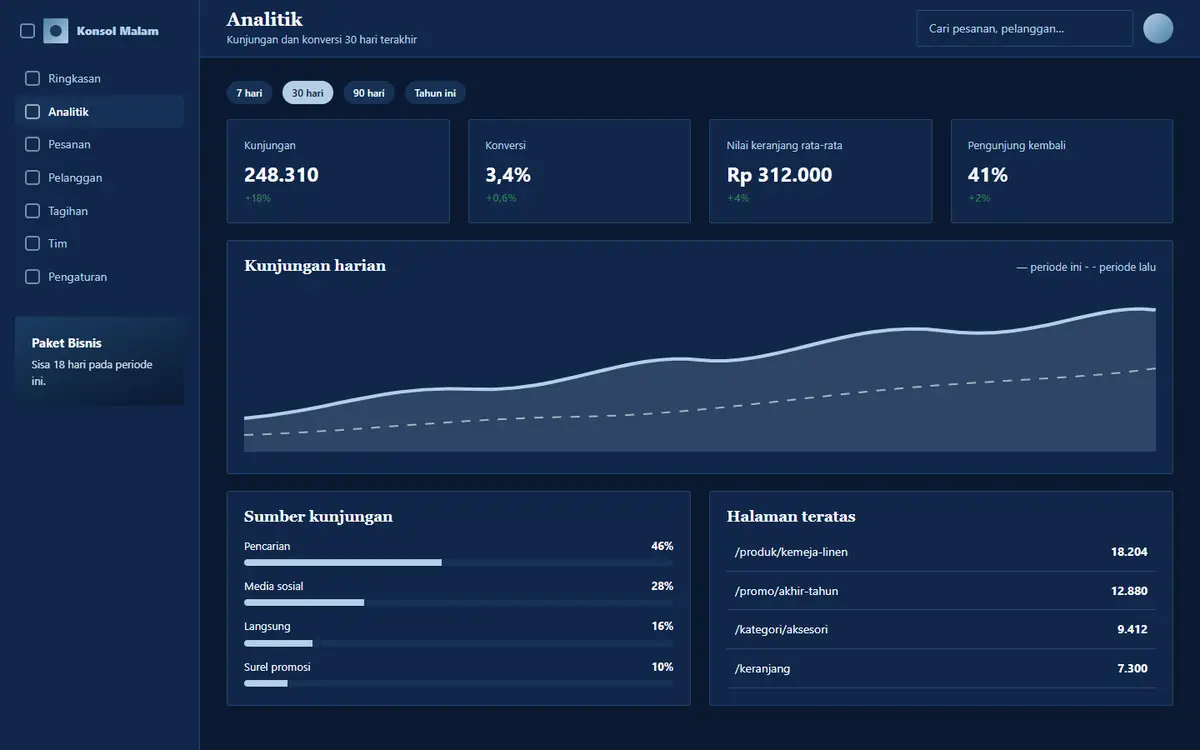 Konsol Malam
Ringkasan
Analitik
Pesanan
Pelanggan
Tagihan
Tim
Pengaturan
Paket Bisnis
Sisa 18 hari pada periode
ini.
Analitik
Kunjungan dan konversi 30 hari terakhir
Cari pesanan, pelanggan...
7 hari
30 hari
90 hari
Tahun ini
Kunjungan
248.310
+18%
Konversi
3,4%
+0,6%
Nilai keranjang rata-rata
Rp 312.000
+4%
Pengunjung kembali
41%
+2%
Kunjungan harian
— periode ini - - periode lalu
Sumber kunjungan
Pencarian 46%
Media sosial 28%
Langsung 16%
Surel promosi 10%
Halaman teratas
/produk/kemeja-linen 18.204
/promo/akhir-tahun 12.880
/kategori/aksesori 9.412
/keranjang 7.300